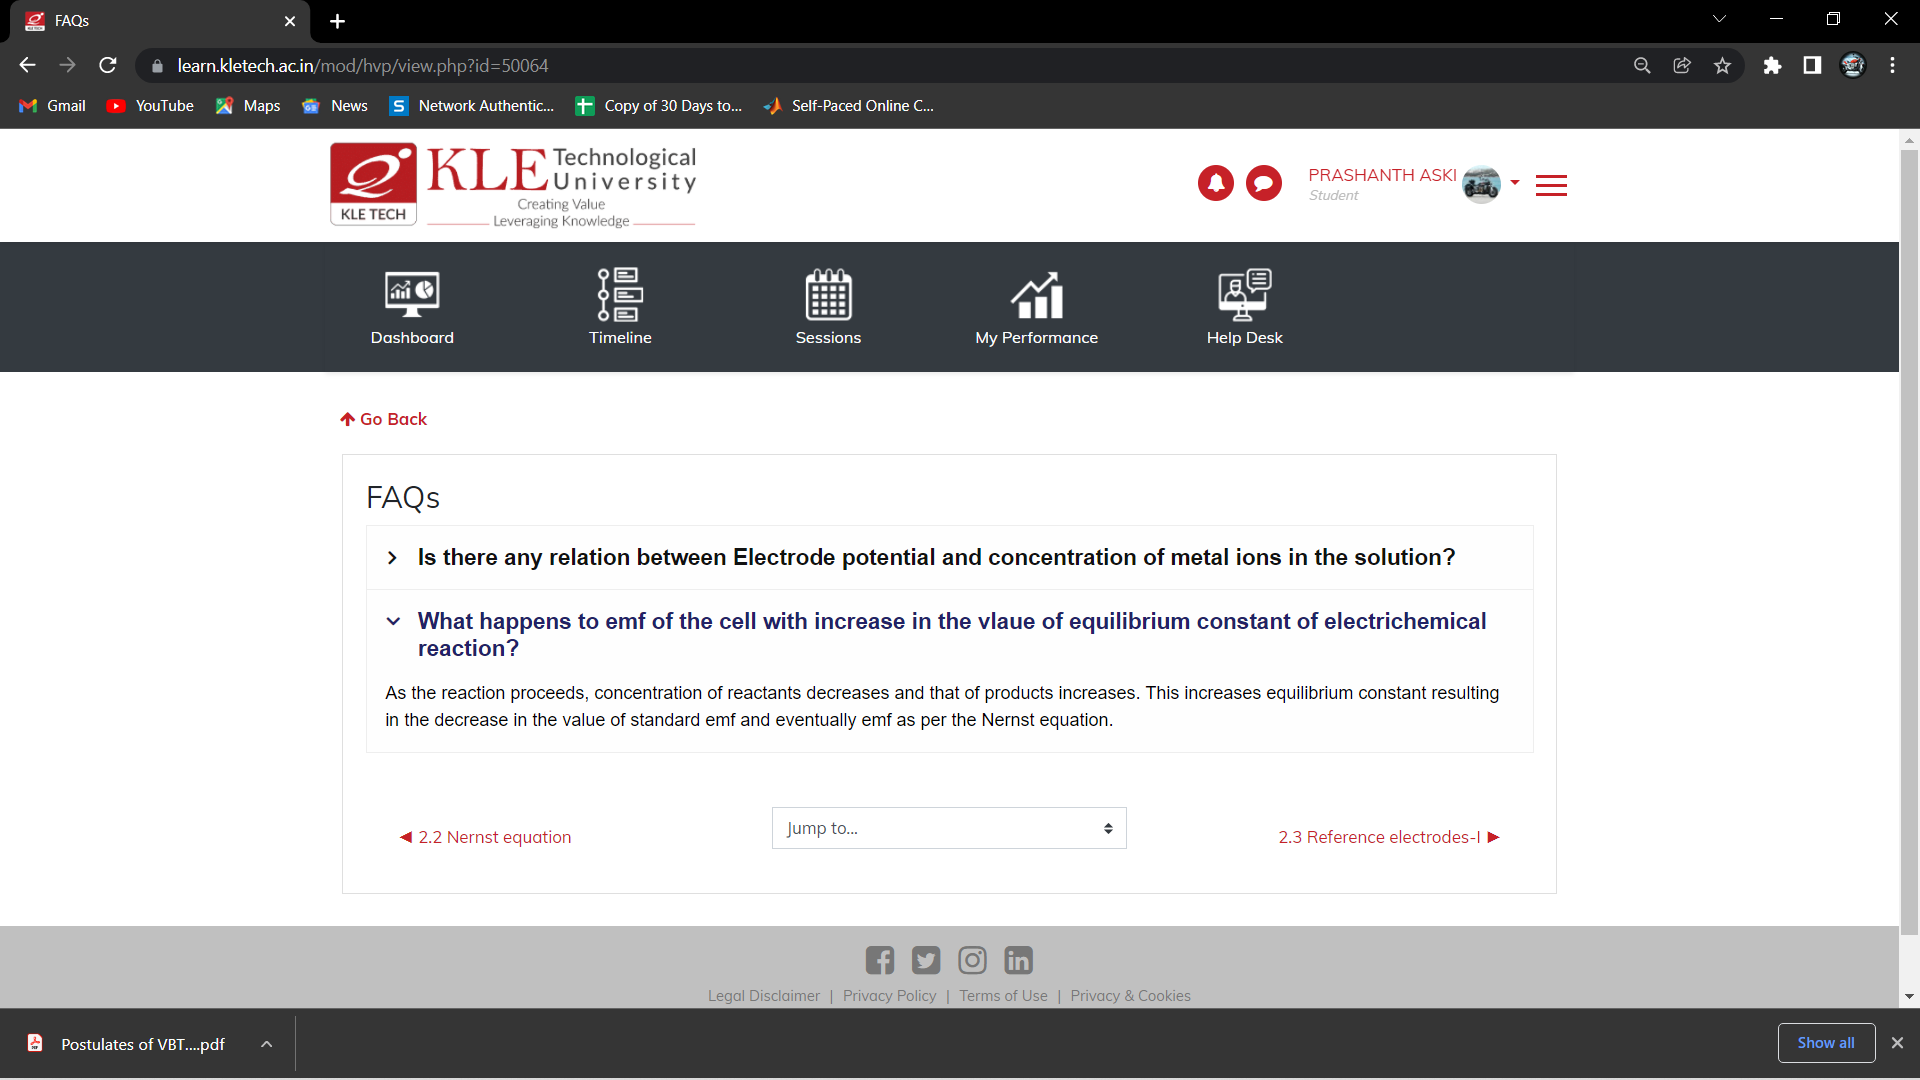 FAQs
learn.kletech.ac.in/mod/hvp/view.php?id=50064
Gmail YouTube Maps News S Network Authentic... Copy of 30 Days to... Self-Paced Online C...
KLE TECH
KLE Technological University
Creating Value
Leveraging Knowledge
PRASHANTH ASKI
Student
Dashboard Timeline Sessions My Performance Help Desk
Go Back
FAQs
Is there any relation between Electrode potential and concentration of metal ions in the solution?
What happens to emf of the cell with increase in the vlaue of equilibrium constant of electrichemical
reaction?
As the reaction proceeds, concentration of reactants decreases and that of products increases. This increases equilibrium constant resulting
in the decrease in the value of standard emf and eventually emf as per the Nernst equation.
◀ 2.2 Nernst equation Jump to... 2.3 Reference electrodes-I ▶
Legal Disclaimer | Privacy Policy | Terms of Use | Privacy & Cookies
Postulates of VBT....pdf Show all